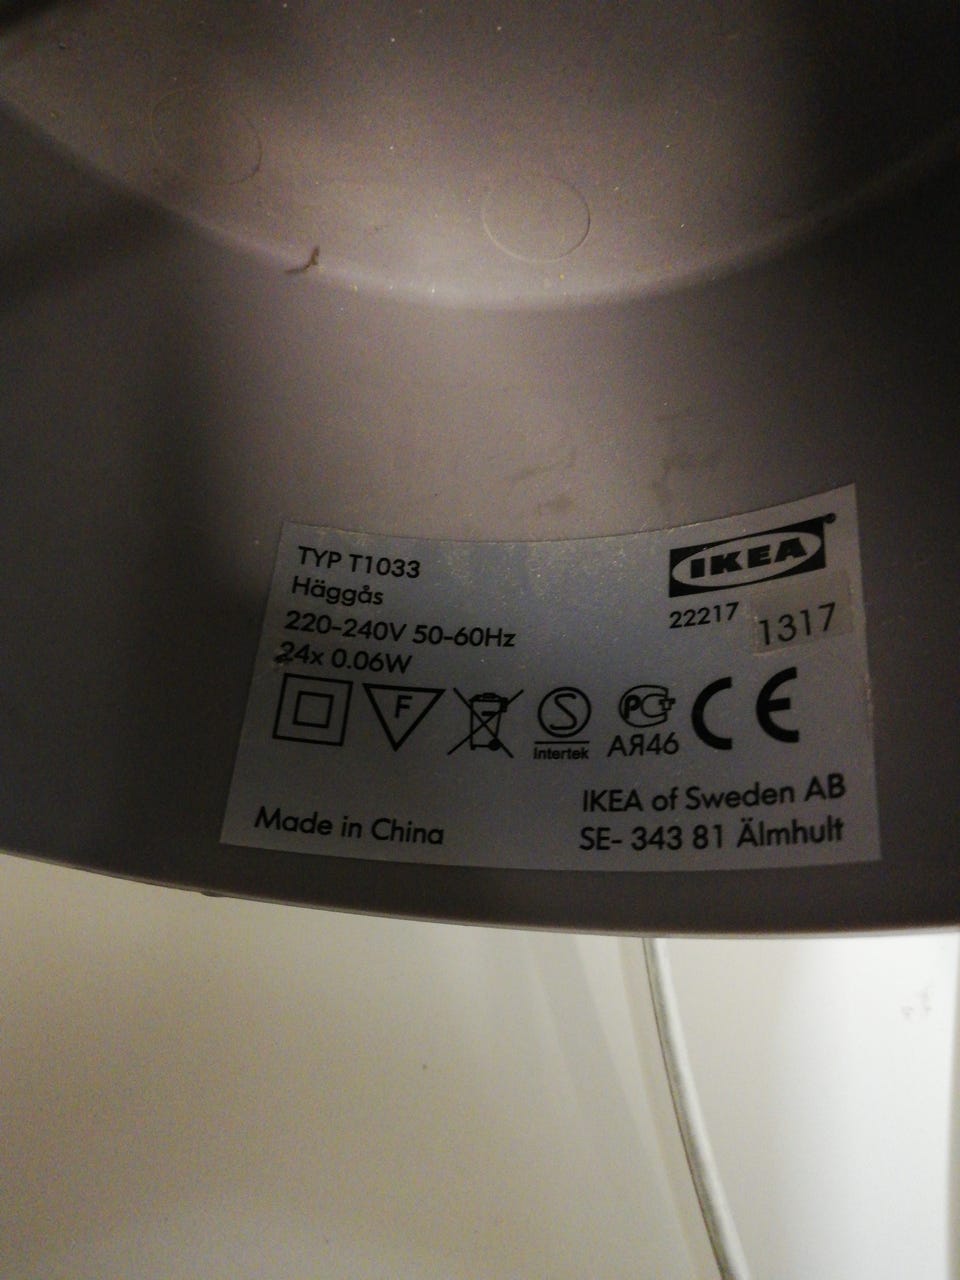 TYP T1033
Häggås
220-240V 50-60Hz
24x 0.06W
IKEA
22217 1317
F
S
Intertek
РСТ
АЯ46
CE
Made in China
IKEA of Sweden AB
SE- 343 81 Älmhult